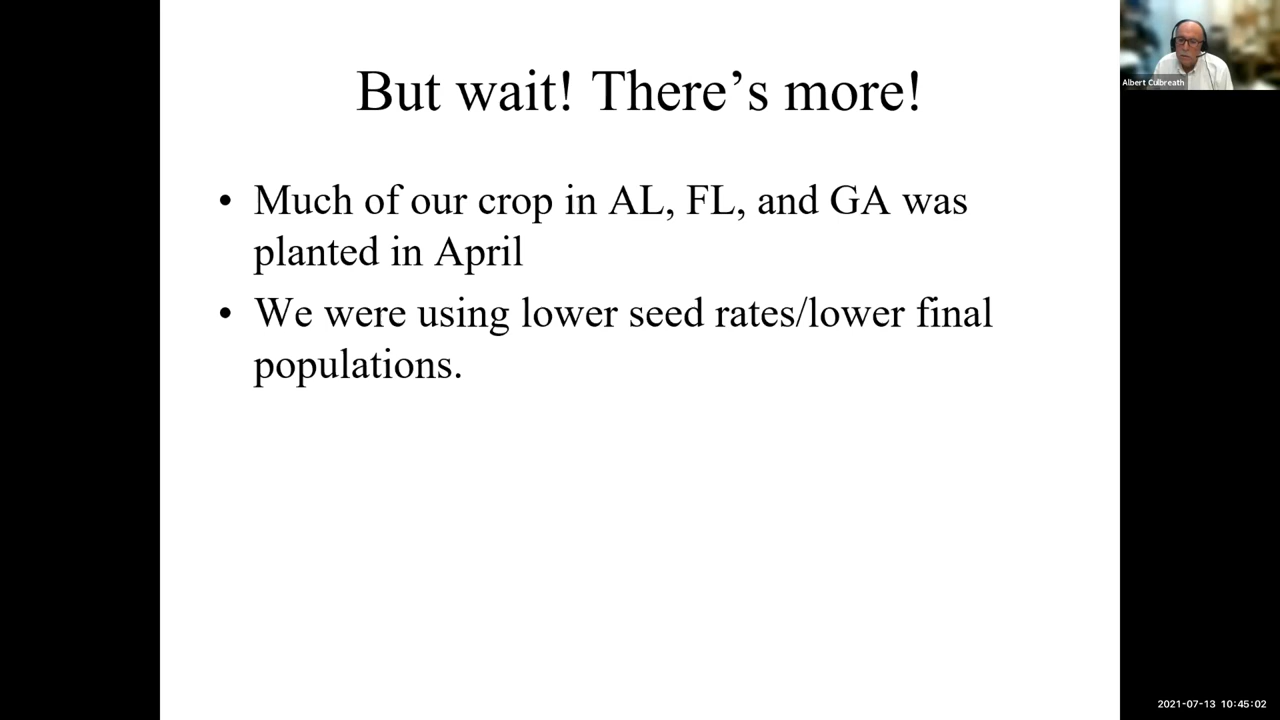 But wait! There’s more!
• Much of our crop in AL, FL, and GA was
planted in April
• We were using lower seed rates/lower final
populations.
Albert Culbreath
2021-07-13 10:45:02